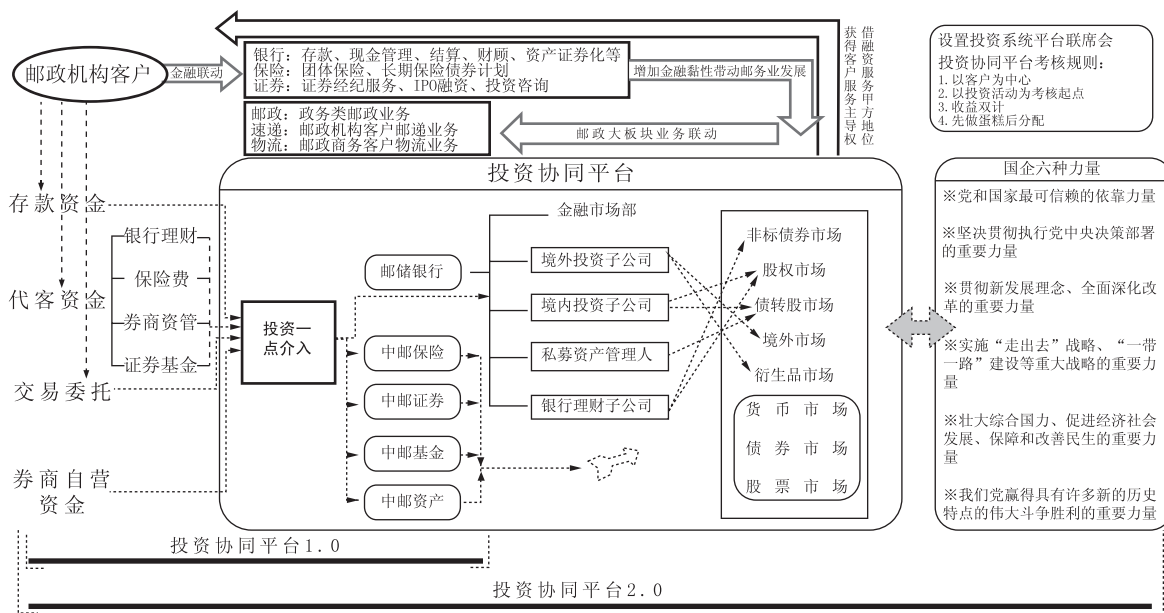 邮政机构客户
金融联动
银行：存款、现金管理、结算、财顾、资产证券化等
保险：团体保险、长期保险债券计划
证券：证券经纪服务、IPO融资、投资咨询
增加金融黏性带动邮务业发展
邮政：政务类邮政业务
速递：邮政机构客户邮递业务
物流：邮政商务客户物流业务
邮政大板块业务联动
借融资服务甲方地位
获得客户服务主导权
设置投资系统平台联席会
投资协同平台考核规则：
1.以客户为中心
2.以投资活动为考核起点
3.收益双计
4.先做蛋糕后分配
投资协同平台
存款资金
代客资金
交易委托
券商自营
资金
银行理财
保险费
券商资管
证券基金
投资一
点介入
邮储银行
中邮保险
中邮证券
中邮基金
中邮资产
金融市场部
境外投资子公司
境内投资子公司
私募资产管理人
银行理财子公司
非标债券市场
股权市场
债转股市场
境外市场
衍生品市场
货币市场
债券市场
股票市场
国企六种力量
※党和国家最可信赖的依靠力量
※坚决贯彻执行党中央决策部署
的重要力量
※贯彻新发展理念、全面深化改
革的重要力量
※实施“走出去”战略、“一带
一路”建设等重大战略的重要力
量
※壮大综合国力、促进经济社会
发展、保障和改善民生的重要力
量
※我们党赢得具有许多新的历史
特点的伟大斗争胜利的重要力量
投资协同平台1.0
投资协同平台2.0